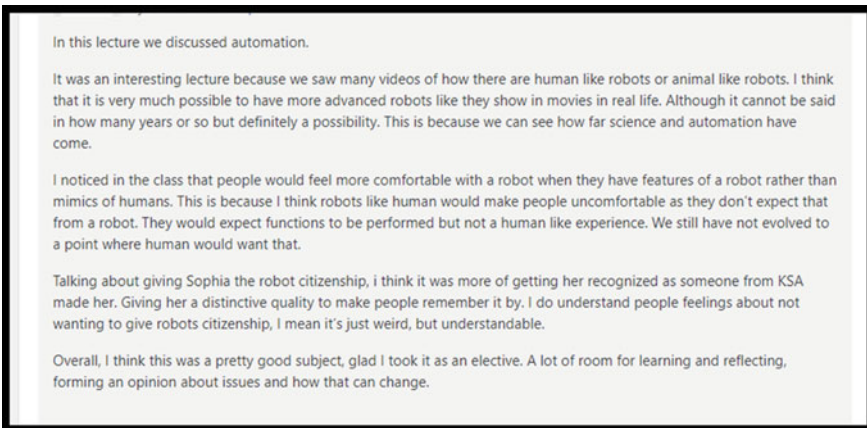 In this lecture we discussed automation.
It was an interesting lecture because we saw many videos of how there are human like robots or animal like robots. I think
that it is very much possible to have more advanced robots like they show in movies in real life. Although it cannot be said
in how many years or so but definitely a possibility. This is because we can see how far science and automation have
come.
I noticed in the class that people would feel more comfortable with a robot when they have features of a robot rather than
mimics of humans. This is because I think robots like human would make people uncomfortable as they don't expect that
from a robot. They would expect functions to be performed but not a human like experience. We still have not evolved to
a point where human would want that.
Talking about giving Sophia the robot citizenship, i think it was more of getting her recognized as someone from KSA
made her. Giving her a distinctive quality to make people remember it by. I do understand people feelings about not
wanting to give robots citizenship, I mean it's just weird, but understandable.
Overall, I think this was a pretty good subject, glad I took it as an elective. A lot of room for learning and reflecting,
forming an opinion about issues and how that can change.